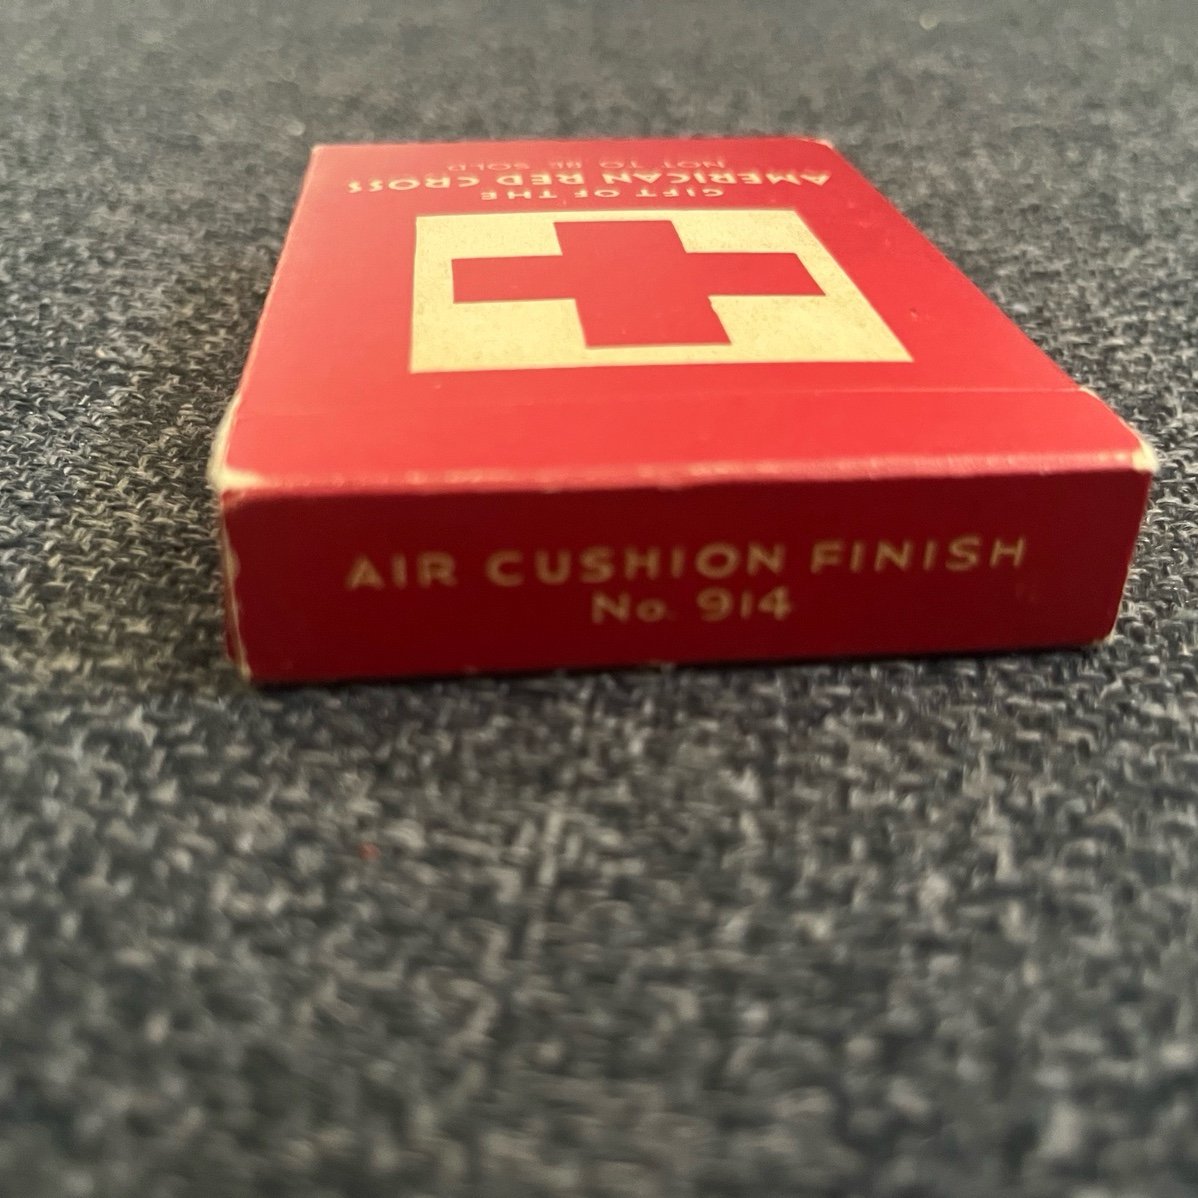 GIFT OF THE
AMERICAN RED CROSS
NOT TO BE SOLD
AIR CUSHION FINISH
No. 914